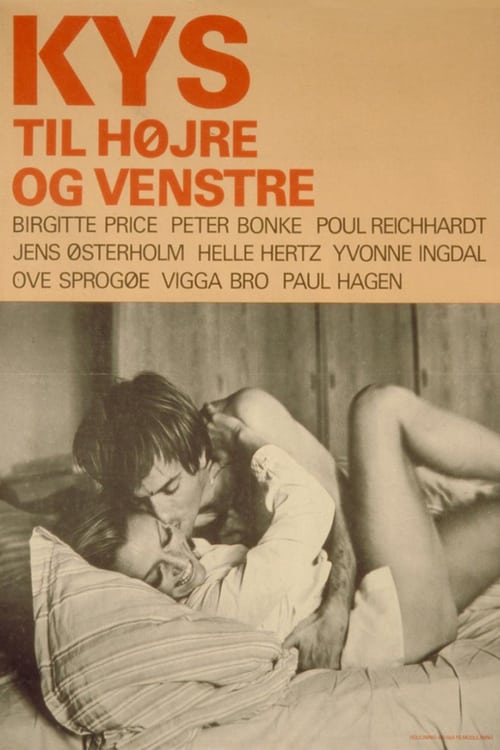 KYS
TIL HØJRE
OG VENSTRE
BIRGITTE PRICE PETER BONKE POUL REICHHARDT
JENS ØSTERHOLM HELLE HERTZ YVONNE INGDAL
OVE SPROGØE VIGGA BRO PAUL HAGEN